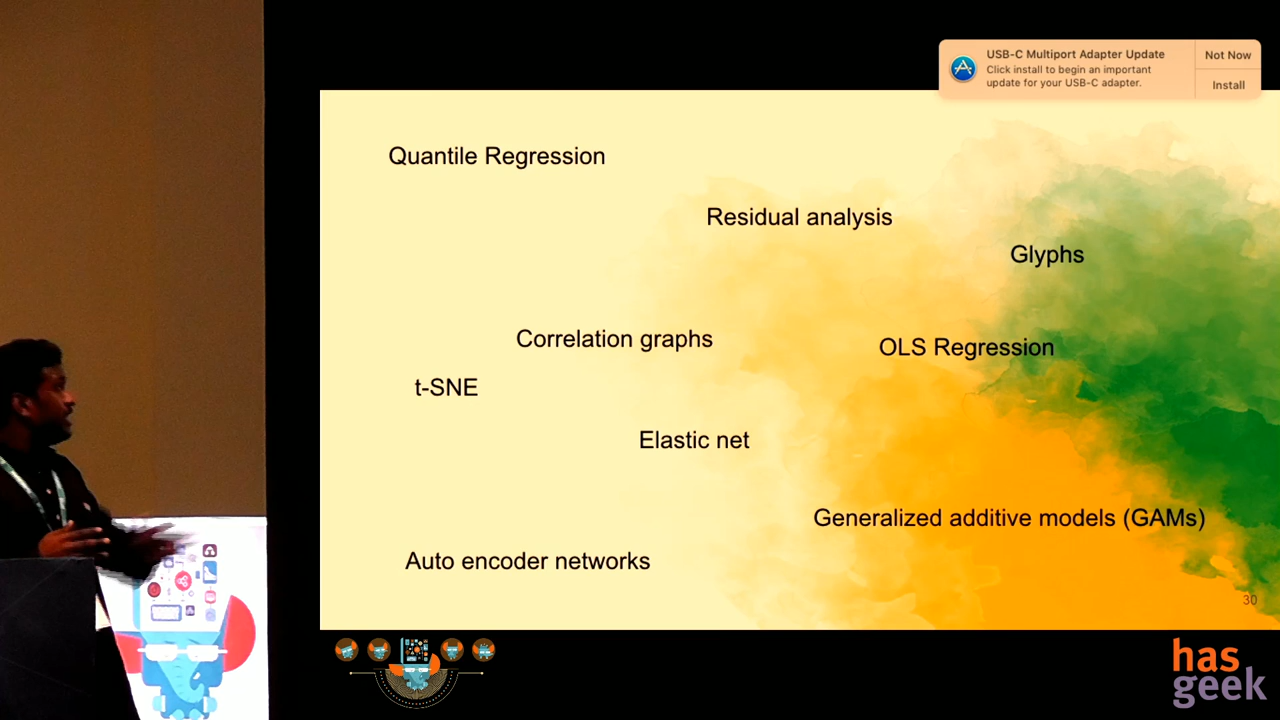 USB-C Multiport Adapter Update
Not Now
Click install to begin an important
update for your USB-C adapter.
Install
Quantile Regression
Residual analysis
Glyphs
Correlation graphs
OLS Regression
t-SNE
Elastic net
Generalized additive models (GAMs)
Auto encoder networks
30
has
geek